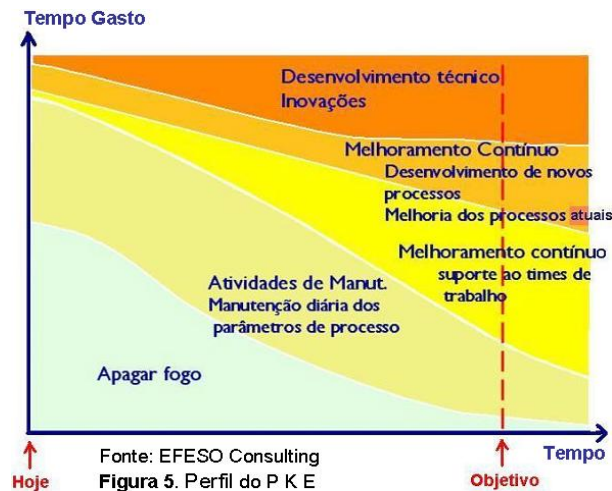 Tempo Gasto
Desenvolvimento técnico
Inovações
Melhoramento Contínuo
Desenvolvimento de novos
processos
Melhoria dos processos atuais
Melhoramento contínuo
suporte ao times de
trabalho
Atividades de Manut.
Manutenção diária dos
parâmetros de processo
Apagar fogo
Tempo
Hoje
Objetivo
Fonte: EFESO Consulting
Figura 5. Perfil do P K E